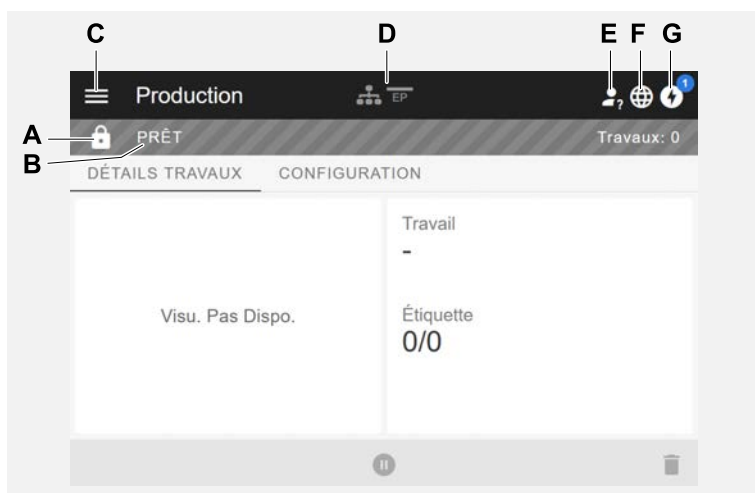 C D E F G
Production EP 1
A PRÊT Travaux: 0
B
DÉTAILS TRAVAUX CONFIGURATION
Travail
-
Visu. Pas Dispo.
Étiquette
0/0